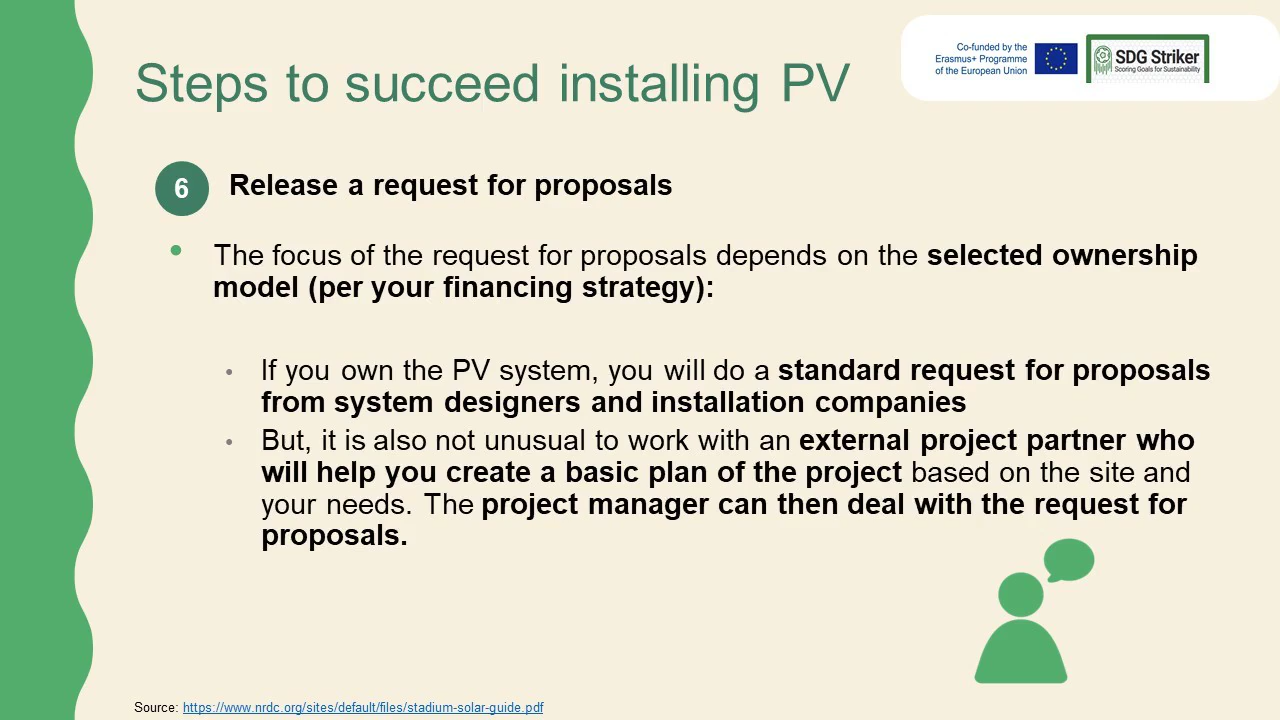 Co-funded by the
Erasmus+ Programme
of the European Union
SDG Striker
Scoring Goals for Sustainability
Steps to succeed installing PV
6
Release a request for proposals
• The focus of the request for proposals depends on the selected ownership
model (per your financing strategy):
• If you own the PV system, you will do a standard request for proposals
from system designers and installation companies
• But, it is also not unusual to work with an external project partner who
will help you create a basic plan of the project based on the site and
your needs. The project manager can then deal with the request for
proposals.
Source: https://www.nrdc.org/sites/default/files/stadium-solar-guide.pdf